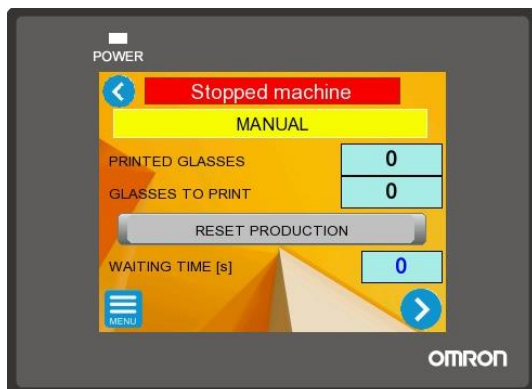 POWER
Stopped machine
MANUAL
PRINTED GLASSES 0
GLASSES TO PRINT 0
RESET PRODUCTION
WAITING TIME [s] 0
MENU
OMRON